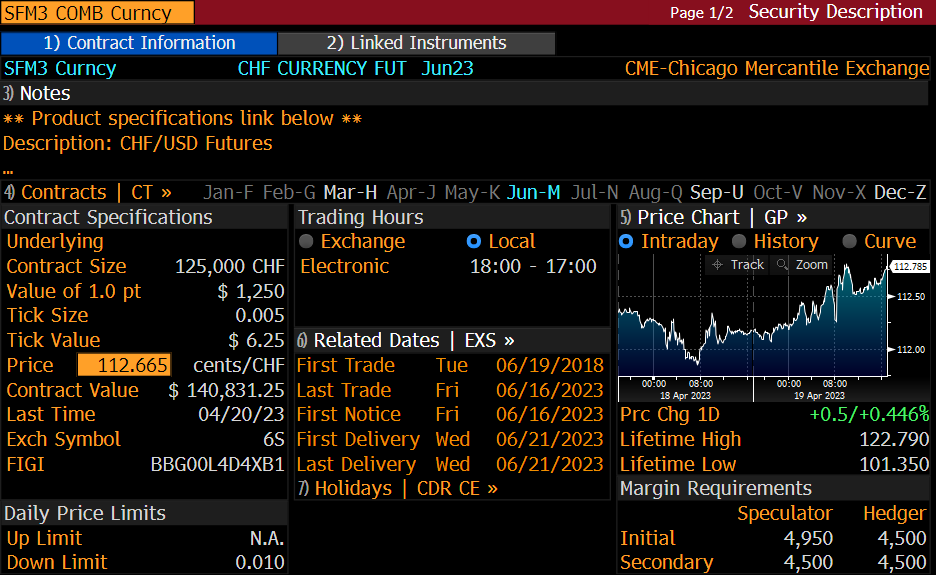 SFM3 COMB Curncy Page 1/2 Security Description
1) Contract Information 2) Linked Instruments
SFM3 Curncy CHF CURRENCY FUT Jun23 CME-Chicago Mercantile Exchange
3) Notes
** Product specifications link below **
Description: CHF/USD Futures
…
4) Contracts | CT » Jan-F Feb-G Mar-H Apr-J May-K Jun-M Jul-N Aug-Q Sep-U Oct-V Nov-X Dec-Z
Contract Specifications
Underlying
Contract Size 125,000 CHF
Value of 1.0 pt $ 1,250
Tick Size 0.005
Tick Value $ 6.25
Price 112.665 cents/CHF
Contract Value $ 140,831.25
Last Time 04/20/23
Exch Symbol 6S
FIGI BBG00L4D4XB1
Daily Price Limits
Up Limit N.A.
Down Limit 0.010
Trading Hours
Exchange Local
Electronic 18:00 - 17:00
6) Related Dates | EXS »
First Trade Tue 06/19/2018
Last Trade Fri 06/16/2023
First Notice Fri 06/16/2023
First Delivery Wed 06/21/2023
Last Delivery Wed 06/21/2023
7) Holidays | CDR CE »
5) Price Chart | GP »
Intraday History Curve
Track Zoom
112.785
112.50
112.00
00:00 08:00 00:00 08:00
18 Apr 2023 19 Apr 2023
Prc Chg 1D +0.5/+0.446%
Lifetime High 122.790
Lifetime Low 101.350
Margin Requirements
Speculator Hedger
Initial 4,950 4,500
Secondary 4,500 4,500